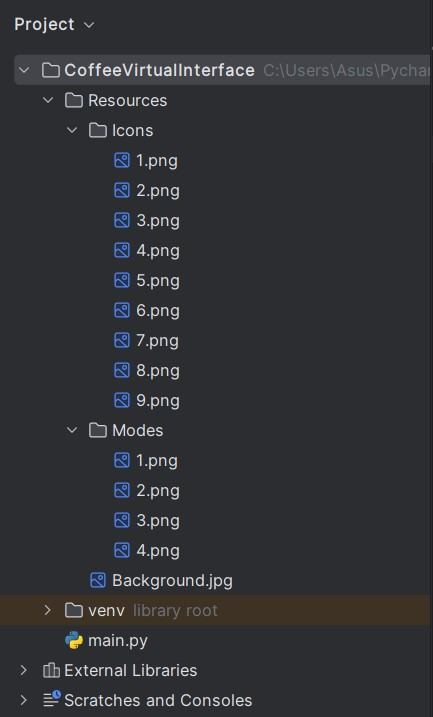 Project
CoffeeVirtualInterface C:\Users\Asus\Pychar
Resources
Icons
1.png
2.png
3.png
4.png
5.png
6.png
7.png
8.png
9.png
Modes
1.png
2.png
3.png
4.png
Background.jpg
venv library root
main.py
External Libraries
Scratches and Consoles